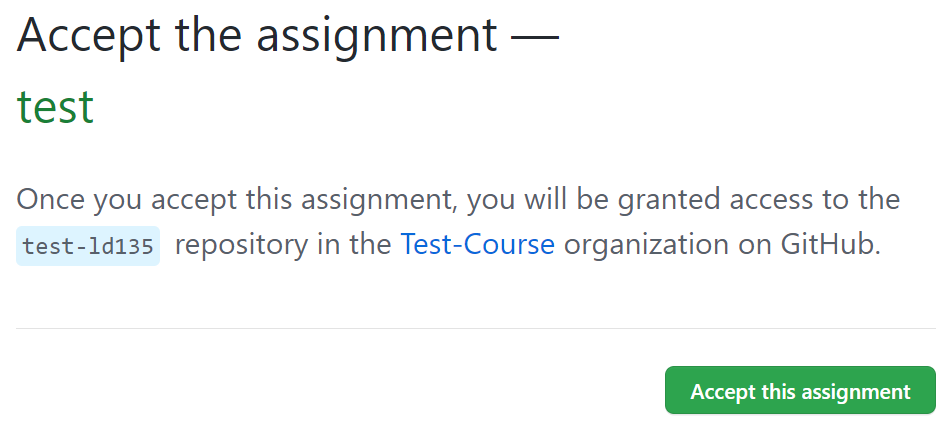 Accept the assignment —
test
Once you accept this assignment, you will be granted access to the
test-ld135 repository in the Test-Course organization on GitHub.
Accept this assignment